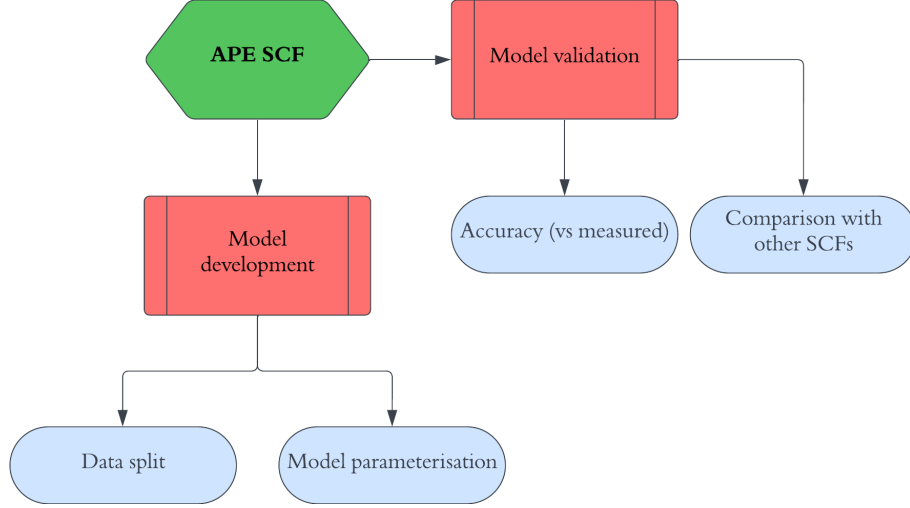 APE SCF
Model validation
Accuracy (vs measured)
Comparison with
other SCFs
Model
development
Data split
Model parameterisation